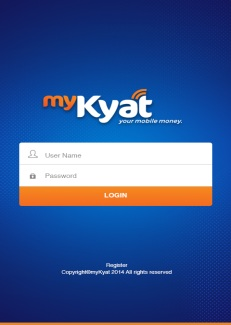 myKyat
your mobile money.
User Name
Password
LOGIN
Register
Copyright@myKyat 2014 All rights reserved